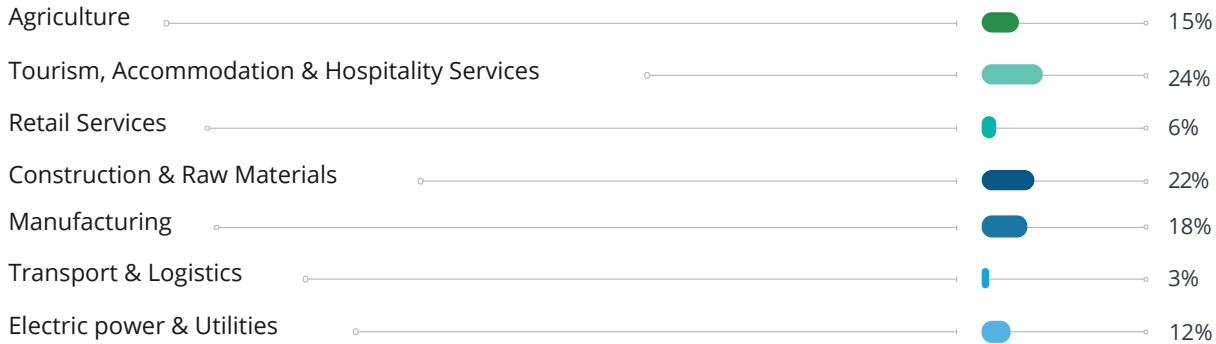 Agriculture 15%
Tourism, Accommodation & Hospitality Services 24%
Retail Services 6%
Construction & Raw Materials 22%
Manufacturing 18%
Transport & Logistics 3%
Electric power & Utilities 12%